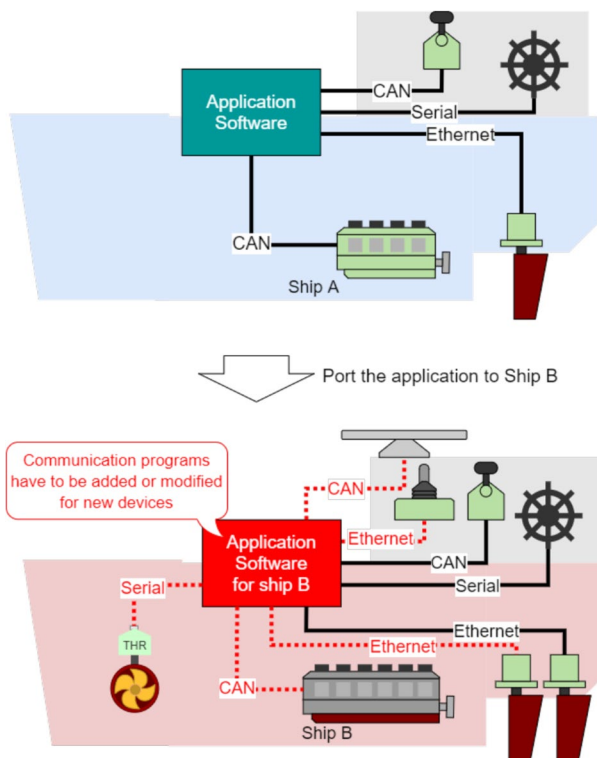 CAN
Application
Software
Serial
Ethernet
CAN
Ship A
Port the application to Ship B
Communication programs
have to be added or modified
for new devices
CAN
Application
Software
for ship B
Ethernet
CAN
Serial
Serial
Ethernet
Ethernet
THR
CAN
Ship B